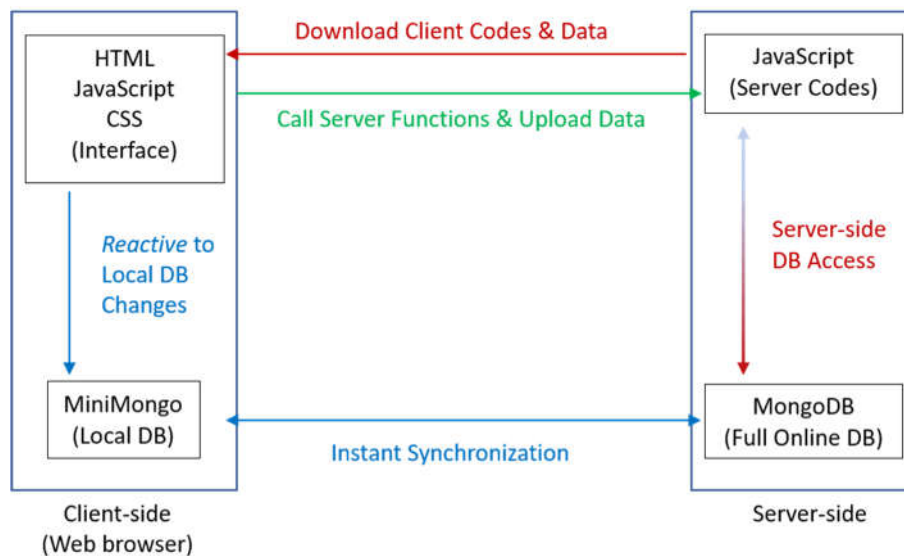 Download Client Codes & Data
HTML
JavaScript
CSS
(Interface)
JavaScript
(Server Codes)
Call Server Functions & Upload Data
Reactive to
Local DB
Changes
Server-side
DB Access
MiniMongo
(Local DB)
MongoDB
(Full Online DB)
Instant Synchronization
Client-side
(Web browser)
Server-side